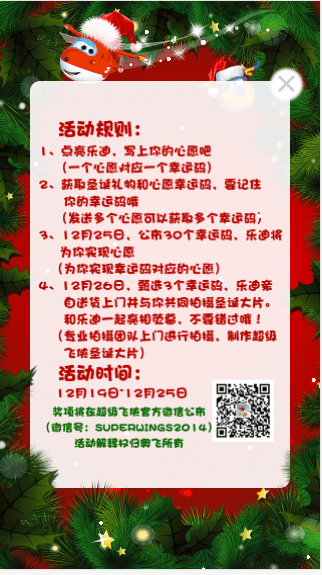 活动规则：
1、点亮乐迪，写上你的心愿吧
（一个心愿对应一个幸运码）
2、获取圣诞礼物和心愿幸运码，要记住
你的幸运码哦
（发送多个心愿可以获取多个幸运码；
3、12月25日，公布30个幸运码，乐迪将
为你实现心愿
（为你实现幸运码对应的心愿）
4、12月26日，甄选3个幸运码，乐迪亲
自送货上门并与你共同拍摄圣诞大片。
和乐迪一起亮相荧幕，不要错过哦！
（专业拍摄团队上门进行拍摄，制作超级
飞侠圣诞大片）
活动时间：
12月19日~12月25日
奖项将在超级飞侠官方微信公布
（微信号：SUPERWINGS2014）
活动解释权归奥飞所有